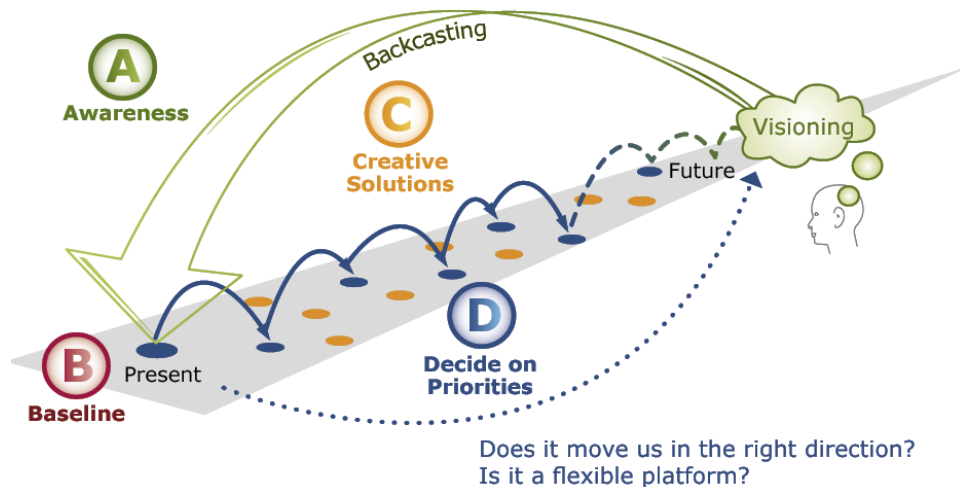 A
Awareness
Backcasting
C
Creative
Solutions
Visioning
Future
B
Baseline
Present
D
Decide on
Priorities
Does it move us in the right direction?
Is it a flexible platform?